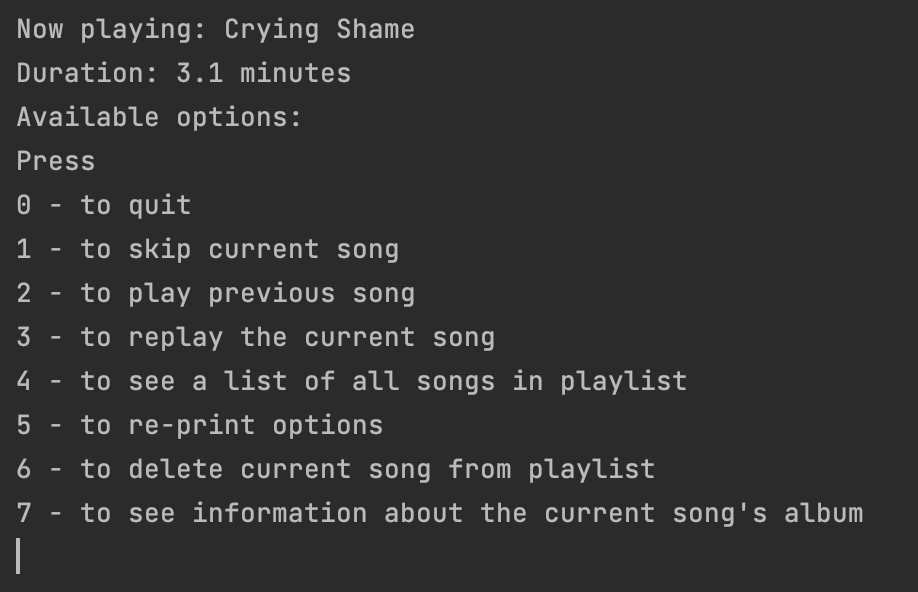 Now playing: Crying Shame
Duration: 3.1 minutes
Available options:
Press
0 - to quit
1 - to skip current song
2 - to play previous song
3 - to replay the current song
4 - to see a list of all songs in playlist
5 - to re-print options
6 - to delete current song from playlist
7 - to see information about the current song's album